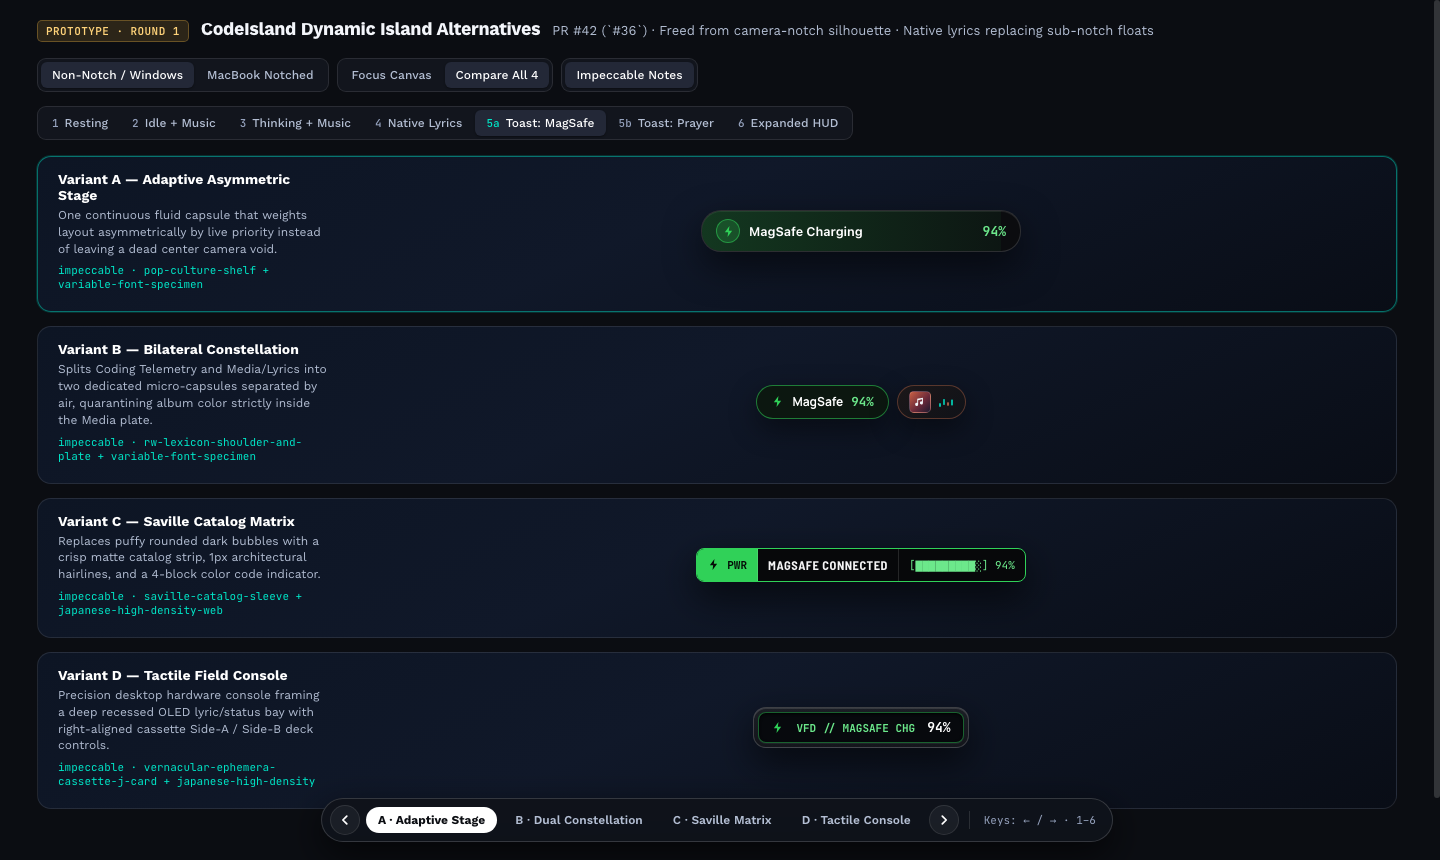 PROTOTYPE · ROUND 1 CodeIsland Dynamic Island Alternatives PR #42 (`#36`) · Freed from camera-notch silhouette · Native lyrics replacing sub-notch floats
Non-Notch / Windows MacBook Notched Focus Canvas Compare All 4 Impeccable Notes
1 Resting 2 Idle + Music 3 Thinking + Music 4 Native Lyrics 5a Toast: MagSafe 5b Toast: Prayer 6 Expanded HUD
Variant A — Adaptive Asymmetric
Stage
One continuous fluid capsule that weights
layout asymmetrically by live priority instead
of leaving a dead center camera void.
impeccable · pop-culture-shelf +
variable-font-specimen
MagSafe Charging 94%
Variant B — Bilateral Constellation
Splits Coding Telemetry and Media/Lyrics into
two dedicated micro-capsules separated by
air, quarantining album color strictly inside
the Media plate.
impeccable · rw-lexicon-shoulder-and-
plate + variable-font-specimen
MagSafe 94%
Variant C — Saville Catalog Matrix
Replaces puffy rounded dark bubbles with a
crisp matte catalog strip, 1px architectural
hairlines, and a 4-block color code indicator.
impeccable · saville-catalog-sleeve +
japanese-high-density-web
PWR MAGSAFE CONNECTED [█████████░] 94%
Variant D — Tactile Field Console
Precision desktop hardware console framing
a deep recessed OLED lyric/status bay with
right-aligned cassette Side-A / Side-B deck
controls.
impeccable · vernacular-ephemera-
cassette-j-card + japanese-high-density
VFD // MAGSAFE CHG 94%
A · Adaptive Stage B · Dual Constellation C · Saville Matrix D · Tactile Console Keys: ← / → · 1–6